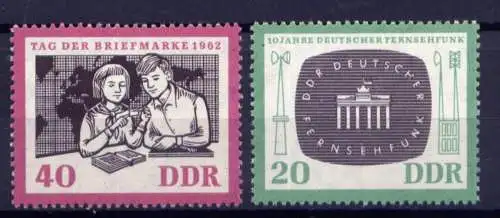 TAG DER BRIEFMARKE 1962
40 DDR
10 JAHRE DEUTSCHER FERNSEHFUNK
DDR DEUTSCHER
FERNSEHFUNK
20 DDR